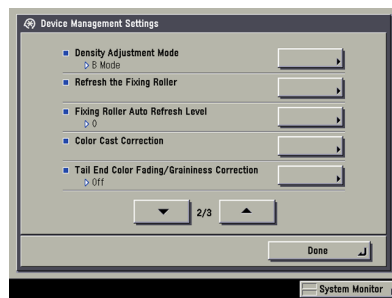 Device Management Settings
Density Adjustment Mode
B Mode
Refresh the Fixing Roller
Fixing Roller Auto Refresh Level
0
Color Cast Correction
Tail End Color Fading/Graininess Correction
Off
2/3
Done
System Monitor